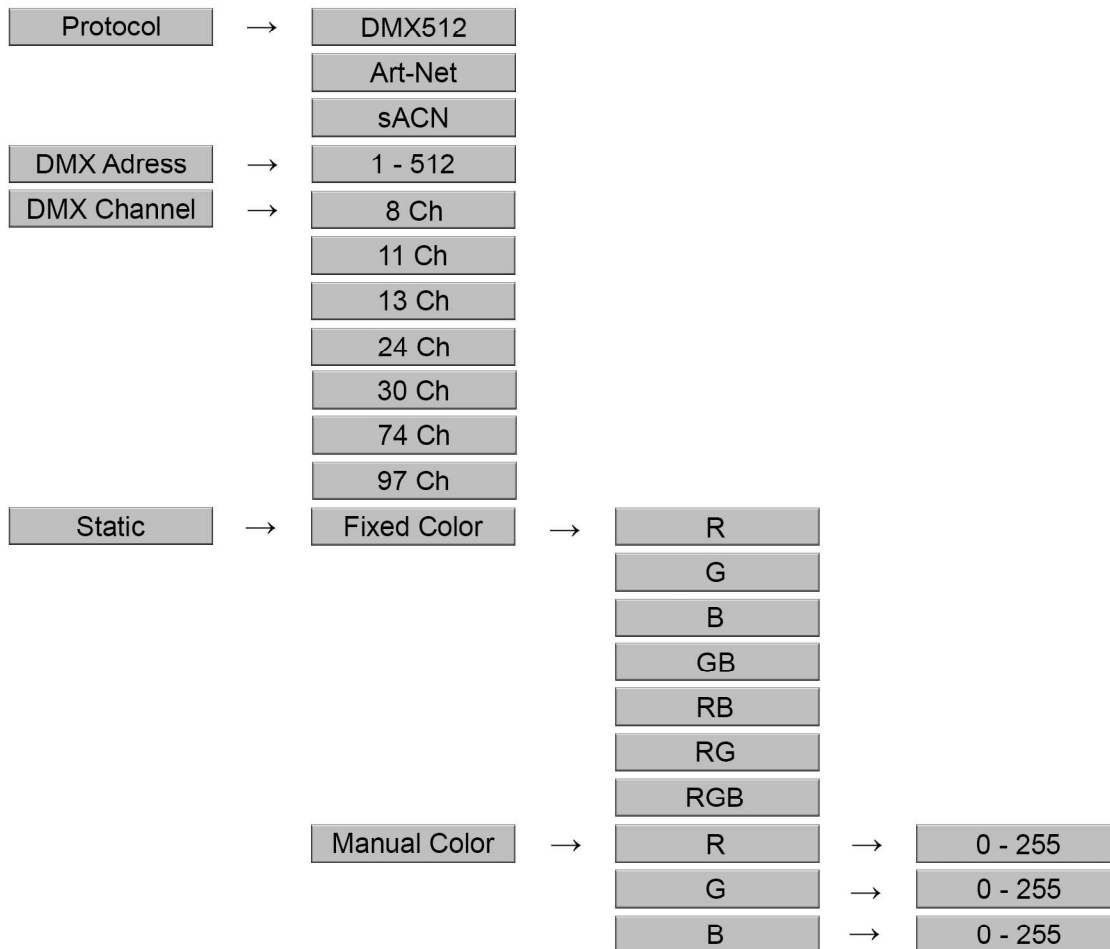 Protocol → DMX512
Art-Net
sACN
DMX Adress → 1 - 512
DMX Channel → 8 Ch
11 Ch
13 Ch
24 Ch
30 Ch
74 Ch
97 Ch
Static → Fixed Color → R
G
B
GB
RB
RG
RGB
Manual Color → R → 0 - 255
G → 0 - 255
B → 0 - 255